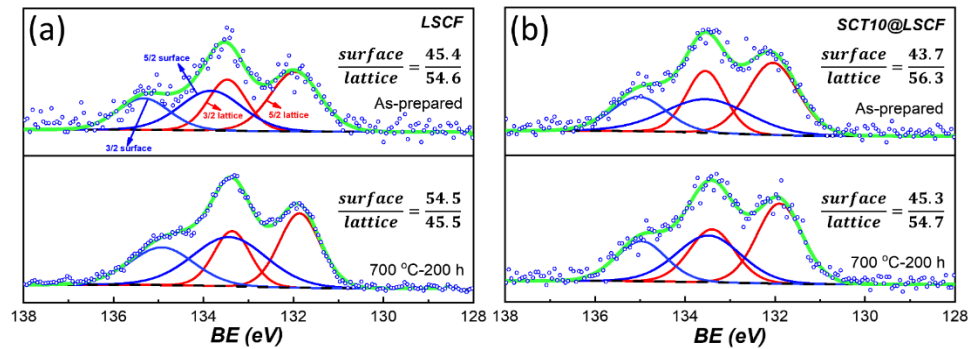 (a)
LSCF
5/2 surface
surface/lattice = 45.4/54.6
3/2 lattice
5/2 lattice
3/2 surface
As-prepared
surface/lattice = 54.5/45.5
700 °C-200 h
138 136 134 132 130 128
BE (eV)
(b)
SCT10@LSCF
surface/lattice = 43.7/56.3
As-prepared
surface/lattice = 45.3/54.7
700 °C-200 h
138 136 134 132 130 128
BE (eV)